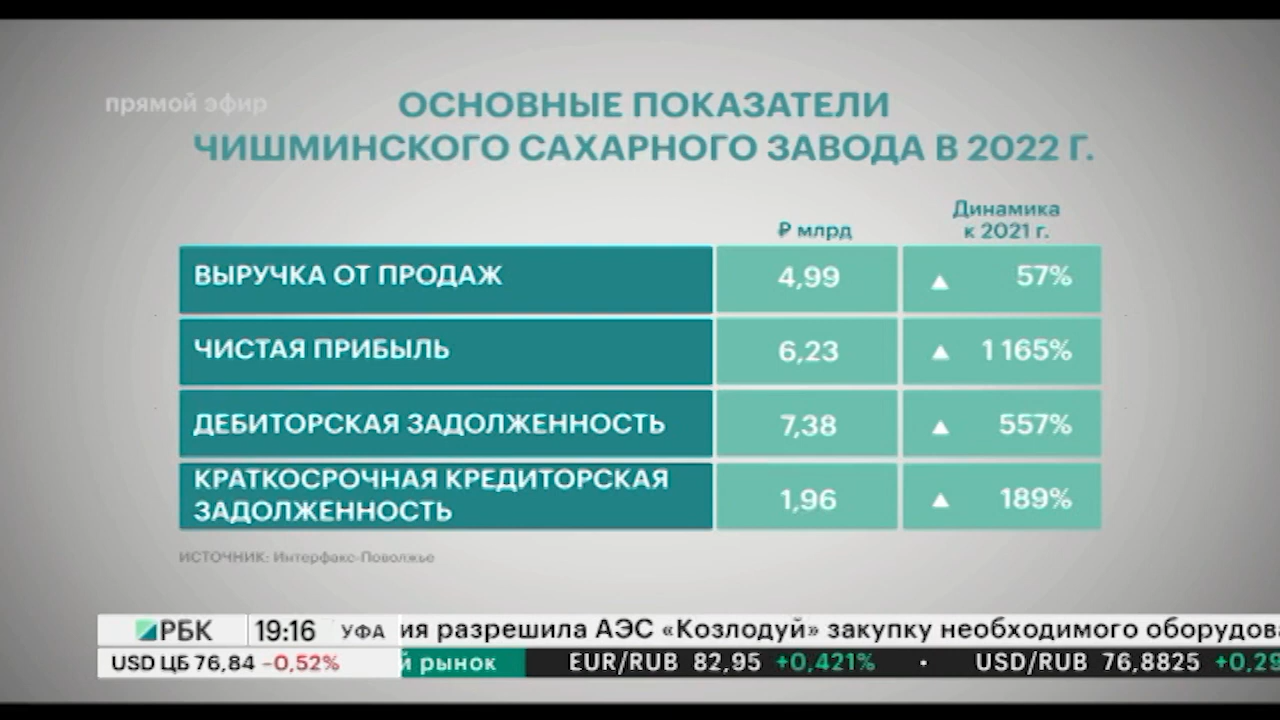 прямой эфир
ОСНОВНЫЕ ПОКАЗАТЕЛИ
ЧИШМИНСКОГО САХАРНОГО ЗАВОДА В 2022 Г.
₽ млрд
Динамика
к 2021 г.
ВЫРУЧКА ОТ ПРОДАЖ 4,99 ▲ 57%
ЧИСТАЯ ПРИБЫЛЬ 6,23 ▲ 1 165%
ДЕБИТОРСКАЯ ЗАДОЛЖЕННОСТЬ 7,38 ▲ 557%
КРАТКОСРОЧНАЯ КРЕДИТОРСКАЯ
ЗАДОЛЖЕННОСТЬ 1,96 ▲ 189%
ИСТОЧНИК: Интерфакс-Поволжье
РБК 19:16 УФА ия разрешила АЭС «Козлодуй» закупку необходимого оборудова
USD ЦБ 76,84 −0,52% й рынок EUR/RUB 82,95 +0,421% • USD/RUB 76,8825 +0,29